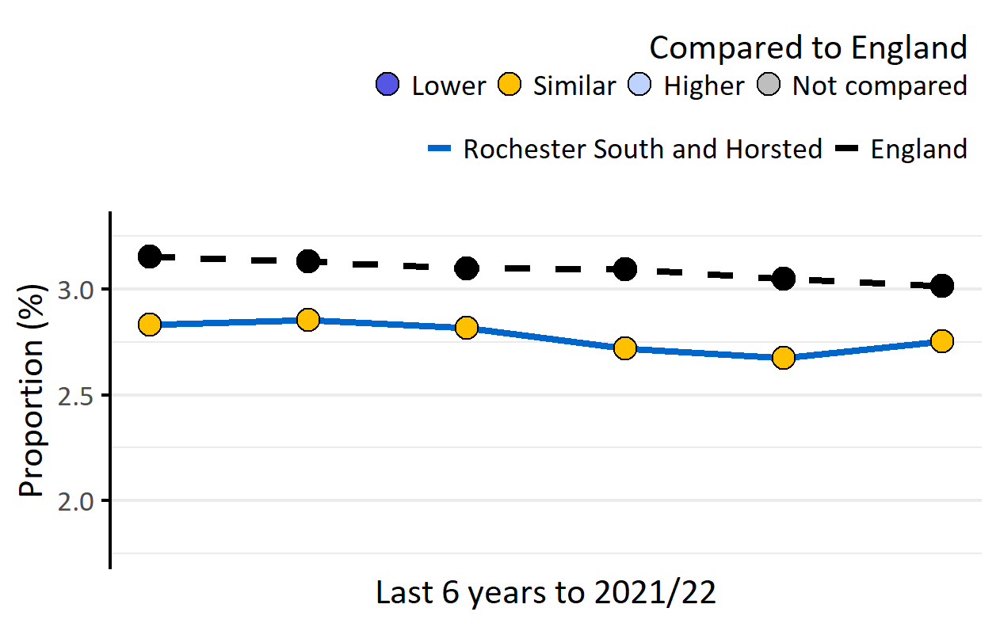 Compared to England
Lower Similar Higher Not compared
Rochester South and Horsted England
Proportion (%)
3.0
2.5
2.0
Last 6 years to 2021/22